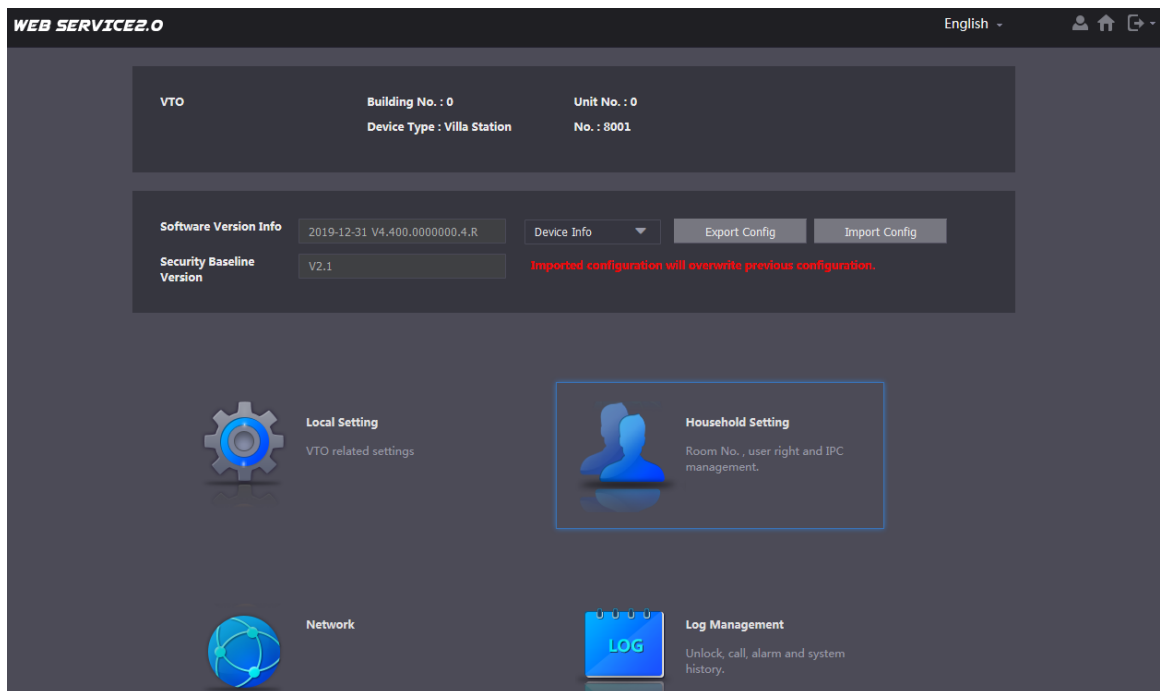 WEB SERVICE2.0
English
VTO
Building No. : 0
Unit No. : 0
Device Type : Villa Station
No. : 8001
Software Version Info
2019-12-31 V4.400.0000000.4.R
Device Info
Export Config
Import Config
Security Baseline
Version
V2.1
Imported configuration will overwrite previous configuration.
Local Setting
VTO related settings
Household Setting
Room No. , user right and IPC
management.
Network
LOG
Log Management
Unlock, call, alarm and system
history.